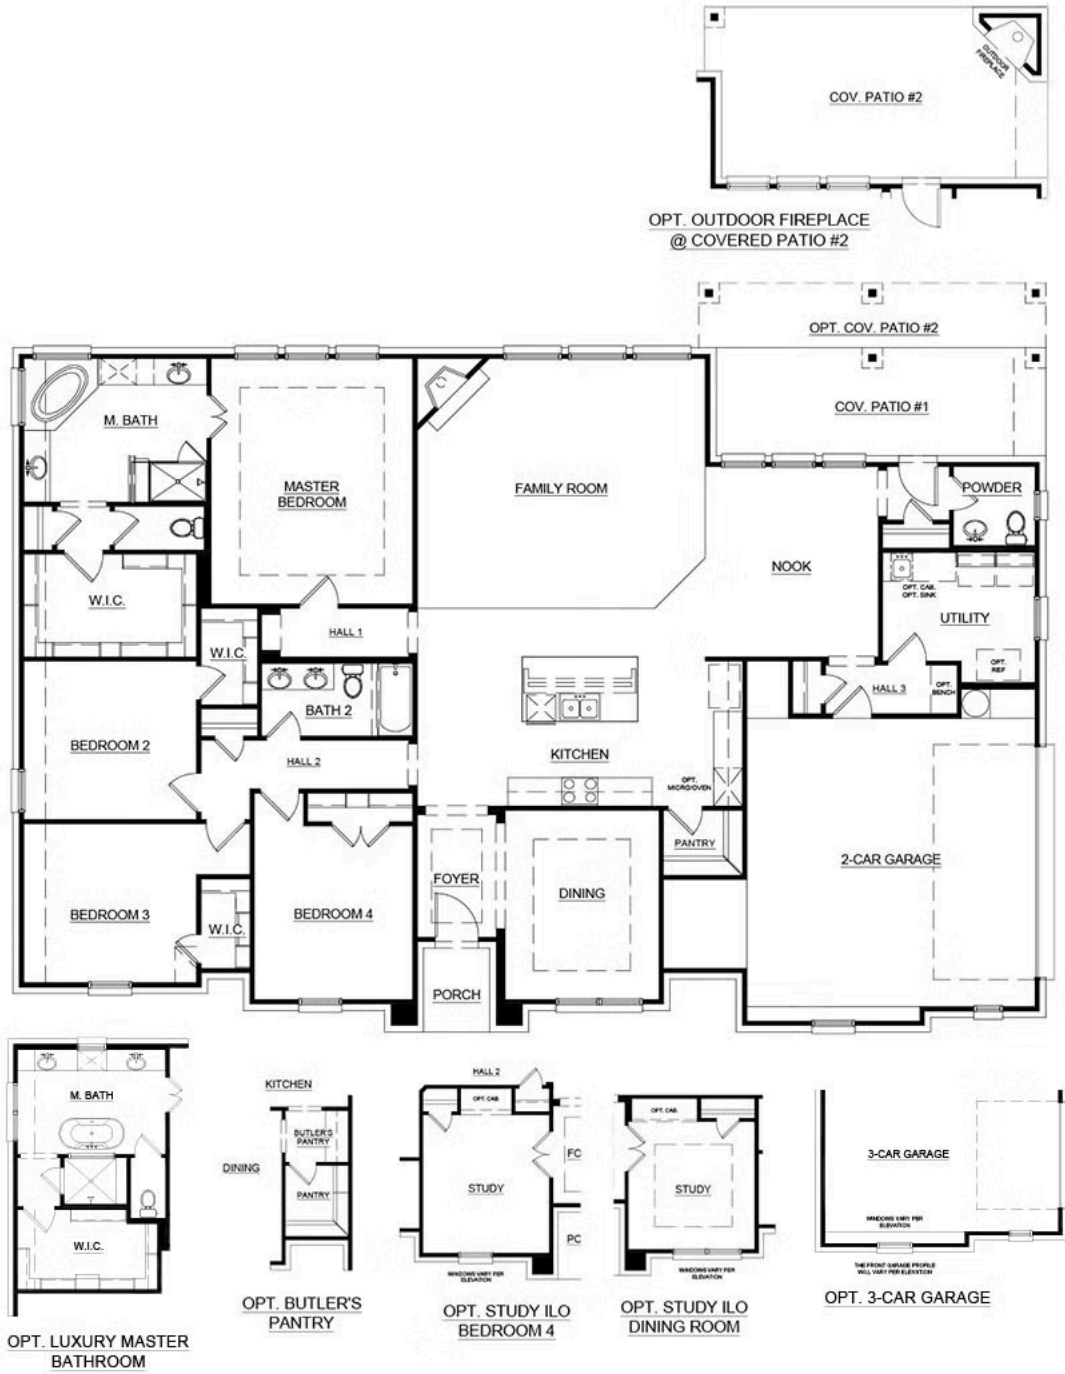 COV. PATIO #2
OUTDOOR
FIREPLACE
OPT. OUTDOOR FIREPLACE
@ COVERED PATIO #2
OPT. COV. PATIO #2
COV. PATIO #1
M. BATH
MASTER
BEDROOM
FAMILY ROOM
POWDER
NOOK
OPT. CAB.
OPT. SINK
UTILITY
W.I.C.
HALL 1
W.I.C.
OPT.
REF
HALL 3
OPT.
BENCH
BATH 2
BEDROOM 2
HALL 2
KITCHEN
OPT.
MICRO/OVEN
PANTRY
2-CAR GARAGE
FOYER
DINING
BEDROOM 3
W.I.C.
BEDROOM 4
PORCH
M. BATH
W.I.C.
OPT. LUXURY MASTER
BATHROOM
KITCHEN
BUTLER'S
PANTRY
DINING
PANTRY
OPT. BUTLER'S
PANTRY
HALL 2
OPT. CAB.
STUDY
FC
PC
WINDOWS VARY PER
ELEVATION
OPT. STUDY ILO
BEDROOM 4
OPT. CAB.
STUDY
WINDOWS VARY PER
ELEVATION
OPT. STUDY ILO
DINING ROOM
3-CAR GARAGE
WINDOWS VARY PER
ELEVATION
THE FRONT GARAGE PROFILE
WILL VARY PER ELEVATION
OPT. 3-CAR GARAGE